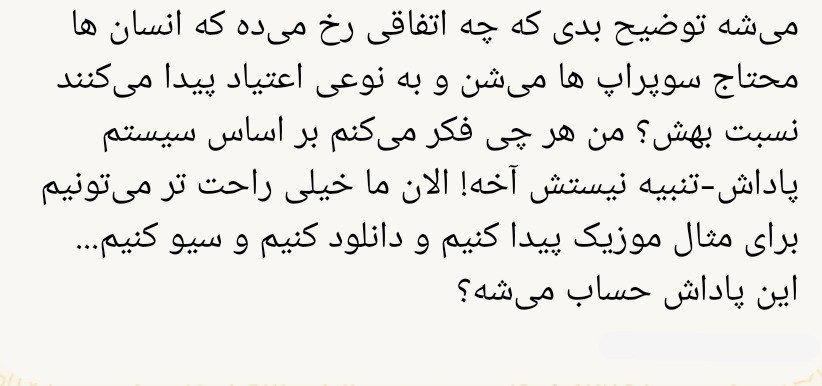 می‌شه توضیح بدی که چه اتفاقی رخ می‌ده که انسان ها
محتاج سوپراپ ها می‌شن و به نوعی اعتیاد پیدا می‌کنند
نسبت بهش؟ من هر چی فکر می‌کنم بر اساس سیستم
پاداش-تنبیه نیستش آخه! الان ما خیلی راحت تر می‌تونیم
برای مثال موزیک پیدا کنیم و دانلود کنیم و سیو کنیم...
این پاداش حساب می‌شه؟